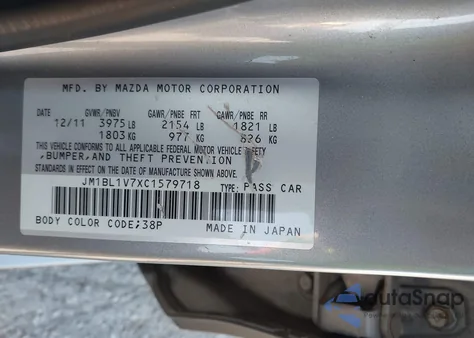 MFD. BY MAZDA MOTOR CORPORATION
DATE GVWR/PNBV GAWR/PNBE FRT GAWR/PNBE RR
12/11 3975 LB 2154 LB 1821 LB
1803 KG 977 KG 826 KG
THIS VEHICLE CONFORMS TO ALL APPLICABLE FEDERAL MOTOR VEHICLE SAFETY
,BUMPER,AND THEFT PREVENTION
STANDARDS IN EFFECT ON THE DATE OF MANUFACTURE SHOWN ABOVE.
JM1BL1V7XC1579718 TYPE: PASS CAR
BODY COLOR CODE;38P MADE IN JAPAN
AutoSnap